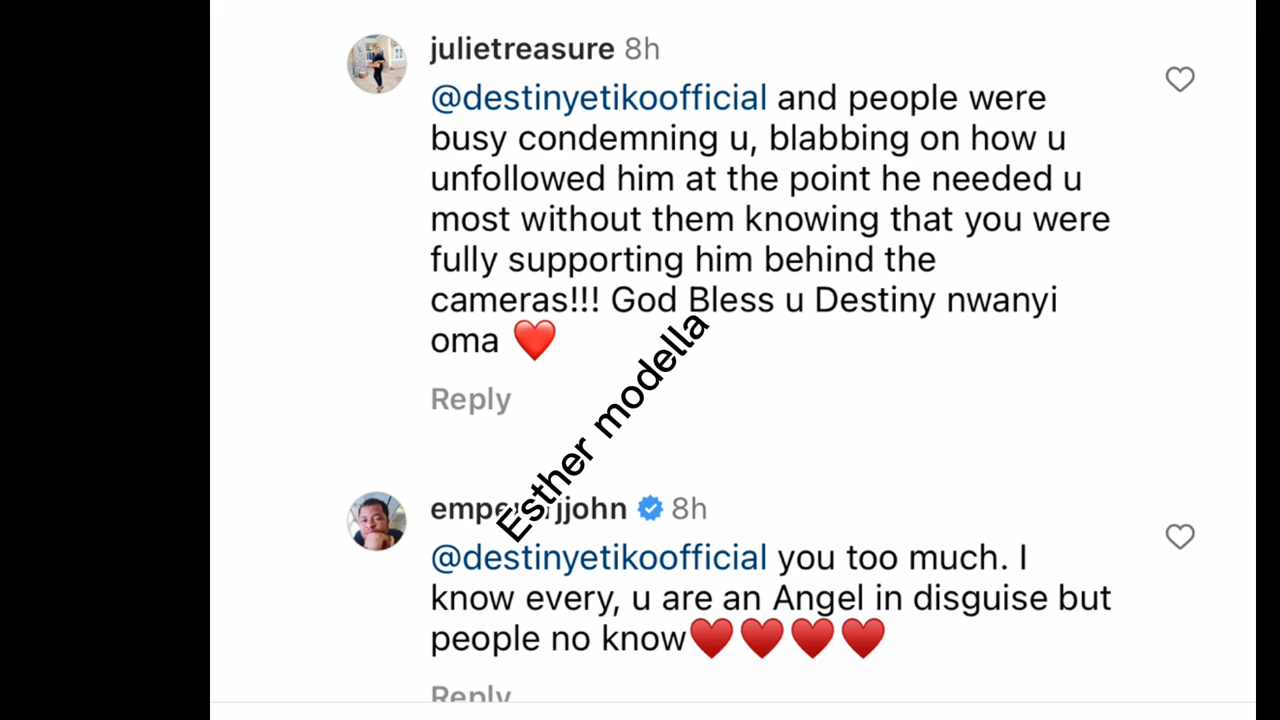 julietreasure 8h
@destinyetikoofficial and people were
busy condemning u, blabbing on how u
unfollowed him at the point he needed u
most without them knowing that you were
fully supporting him behind the
cameras!!! God Bless u Destiny nwanyi
oma ❤️
Reply
Esther modella
8h
@destinyetikoofficial you too much. I
know every, u are an Angel in disguise but
people no know♥️♥️♥️♥️
Reply